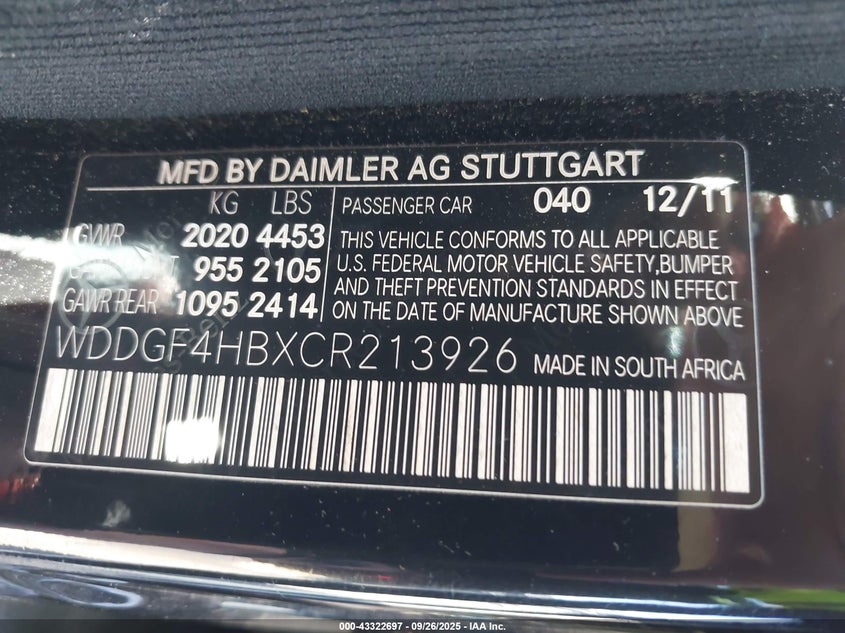 MFD BY DAIMLER AG STUTTGART
KG LBS
GVWR 2020 4453
955 2105
GAWR REAR 1095 2414
PASSENGER CAR 040 12/11
THIS VEHICLE CONFORMS TO ALL APPLICABLE
U.S. FEDERAL MOTOR VEHICLE SAFETY,BUMPER
AND THEFT PREVENTION STANDARDS IN EFFECT
ON THE DATE OF MANUFACTURE SHOWN ABOVE
WDDGF4HBXCR213926 MADE IN SOUTH AFRICA
000-43322697 - 09/26/2025 - IAA Inc.